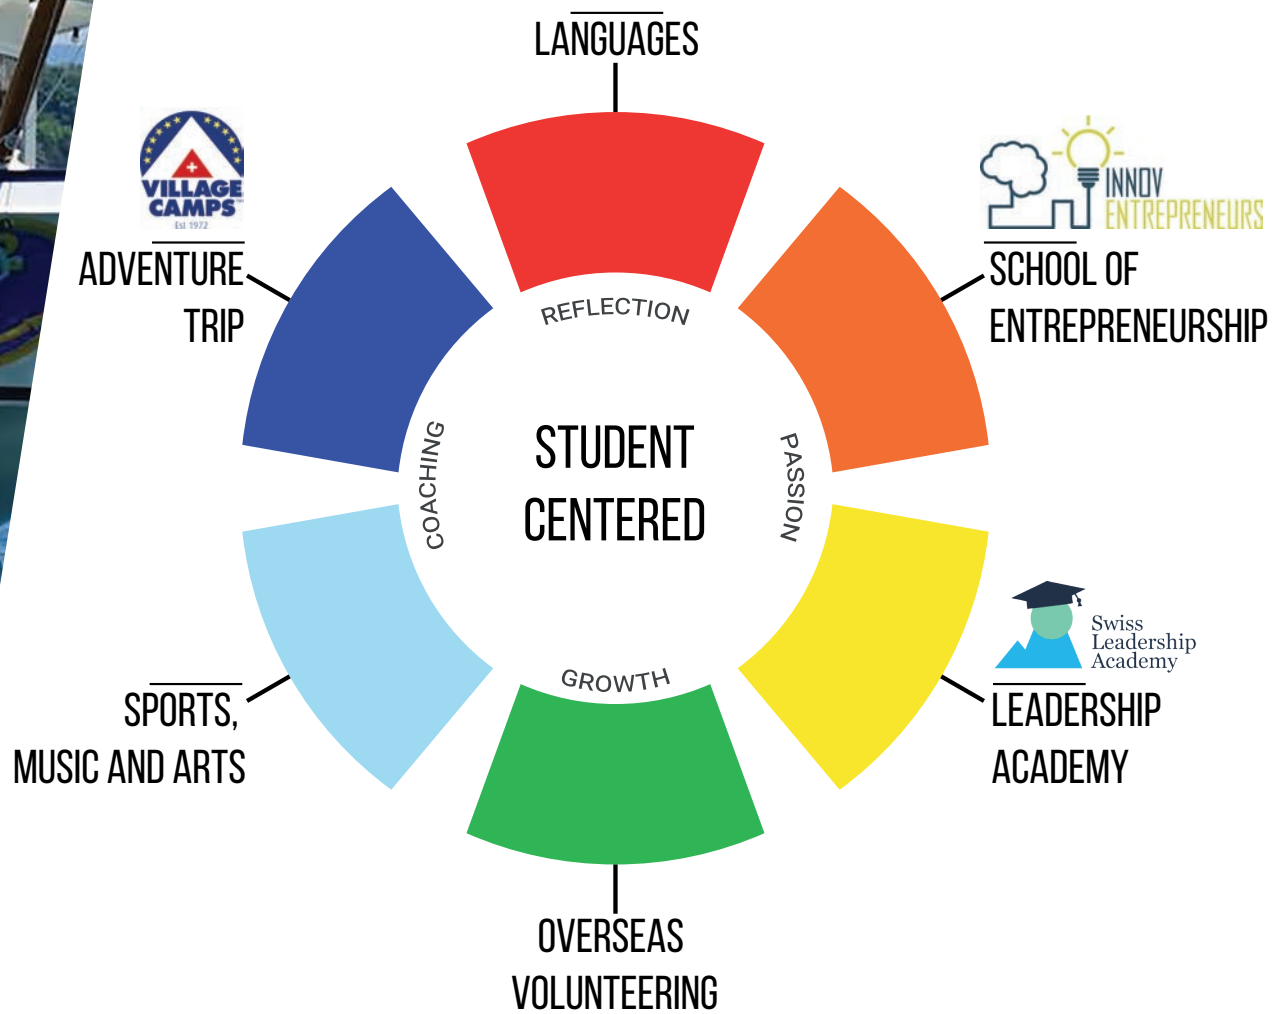 LANGUAGES
VILLAGE
CAMPS
Est 1972
ADVENTURE
TRIP
INNOV
ENTREPRENEURS
SCHOOL OF
ENTREPRENEURSHIP
REFLECTION
COACHING
STUDENT
CENTERED
PASSION
GROWTH
SPORTS,
MUSIC AND ARTS
Swiss
Leadership
Academy
LEADERSHIP
ACADEMY
OVERSEAS
VOLUNTEERING